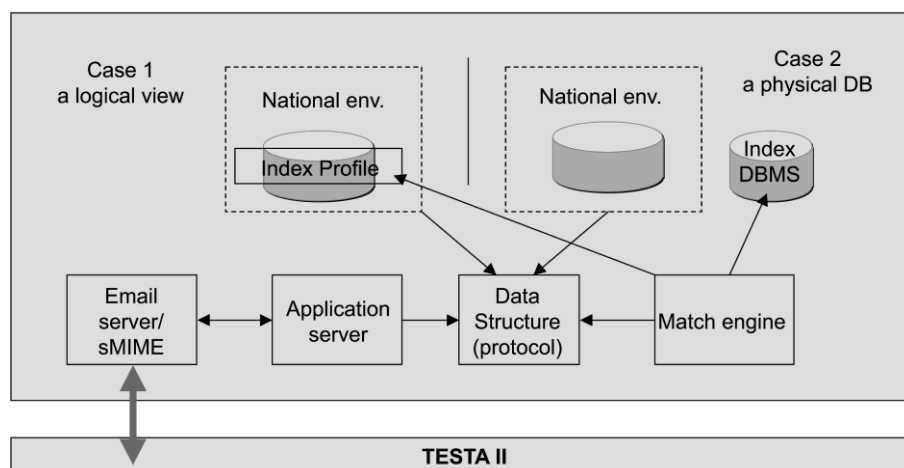 Case 1
a logical view
National env.
Index Profile
National env.
Case 2
a physical DB
Index
DBMS
Email
server/
sMIME
Application
server
Data
Structure
(protocol)
Match engine
TESTA II